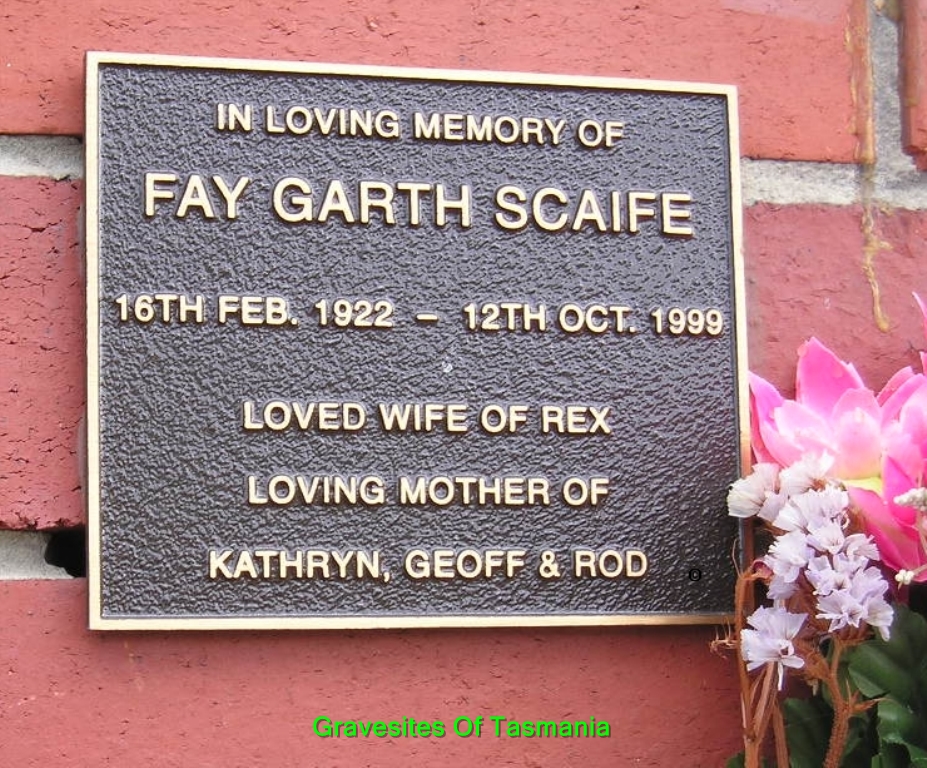 IN LOVING MEMORY OF
FAY GARTH SCAIFE
16TH FEB. 1922 – 12TH OCT. 1999
LOVED WIFE OF REX
LOVING MOTHER OF
KATHRYN, GEOFF & ROD
©
Gravesites Of Tasmania